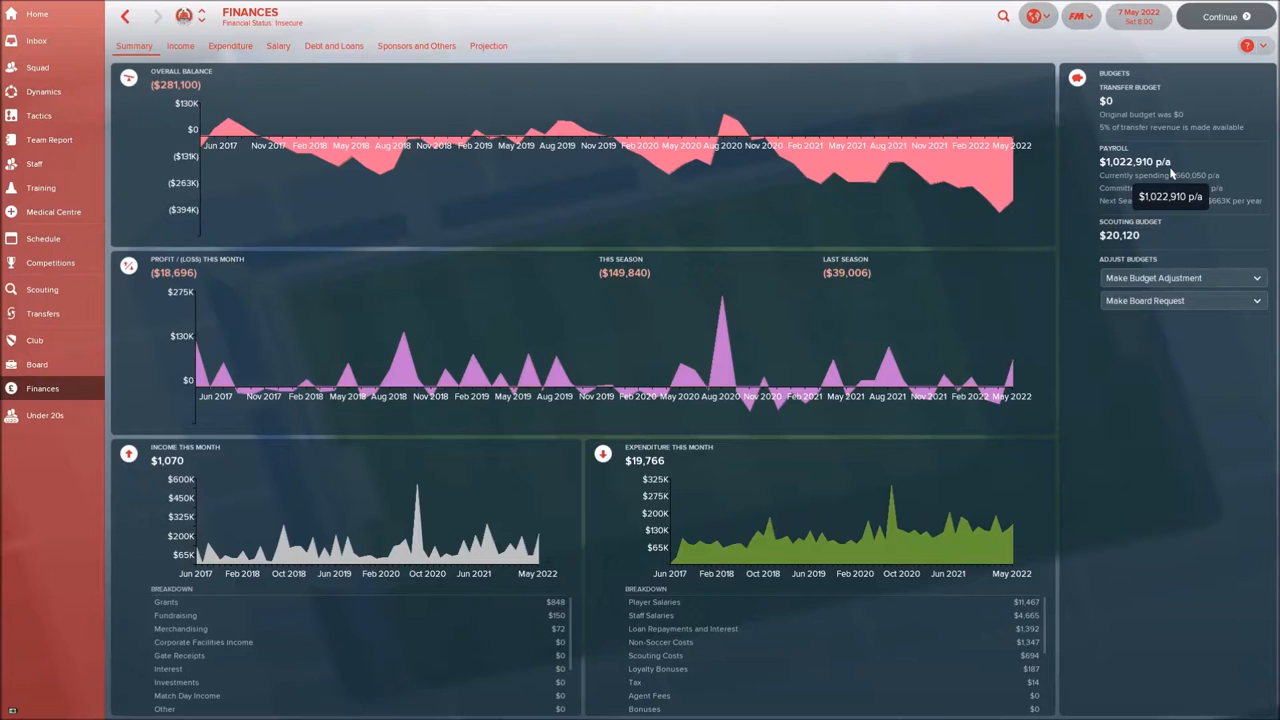 Home
Inbox
Squad
Dynamics
Tactics
Team Report
Staff
Training
Medical Centre
Schedule
Competitions
Scouting
Transfers
Club
Board
Finances
Under 20s
FINANCES
Financial Status: Insecure
FM
7 May 2022
Sat 8.00
Continue
Summary
Income
Expenditure
Salary
Debt and Loans
Sponsors and Others
Projection
?
OVERALL BALANCE
($281,100)
$130K
$0
($131K)
($263K)
($394K)
Jun 2017 Nov 2017 Feb 2018 May 2018 Aug 2018 Nov 2018 Feb 2019 May 2019 Aug 2019 Nov 2019 Feb 2020 May 2020 Aug 2020 Nov 2020 Feb 2021 May 2021 Aug 2021 Nov 2021 Feb 2022 May 2022
PROFIT / (LOSS) THIS MONTH
($18,696)
THIS SEASON
($149,840)
LAST SEASON
($39,006)
$275K
$130K
$0
Jun 2017 Nov 2017 Feb 2018 May 2018 Aug 2018 Nov 2018 Feb 2019 May 2019 Aug 2019 Nov 2019 Feb 2020 May 2020 Aug 2020 Nov 2020 Feb 2021 May 2021 Aug 2021 Nov 2021 Feb 2022 May 2022
INCOME THIS MONTH
$1,070
$600K
$450K
$325K
$200K
$65K
Jun 2017 Feb 2018 Oct 2018 Jun 2019 Feb 2020 Oct 2020 Jun 2021 May 2022
BREAKDOWN
Grants $848
Fundraising $150
Merchandising $72
Corporate Facilities Income $0
Gate Receipts $0
Interest $0
Investments $0
Match Day Income $0
Other $0
EXPENDITURE THIS MONTH
$19,766
$325K
$275K
$200K
$130K
$65K
Jun 2017 Feb 2018 Oct 2018 Jun 2019 Feb 2020 Oct 2020 Jun 2021 May 2022
BREAKDOWN
Player Salaries $11,467
Staff Salaries $4,665
Loan Repayments and Interest $1,392
Non-Soccer Costs $1,347
Scouting Costs $694
Loyalty Bonuses $187
Tax $14
Agent Fees $0
Bonuses $0
BUDGETS
TRANSFER BUDGET
$0
Original budget was $0
5% of transfer revenue is made available
PAYROLL
$1,022,910 p/a
Currently spending 560,050 p/a
p/a
$1,022,910 p/a
$663K per year
SCOUTING BUDGET
$20,120
ADJUST BUDGETS
Make Budget Adjustment
Make Board Request